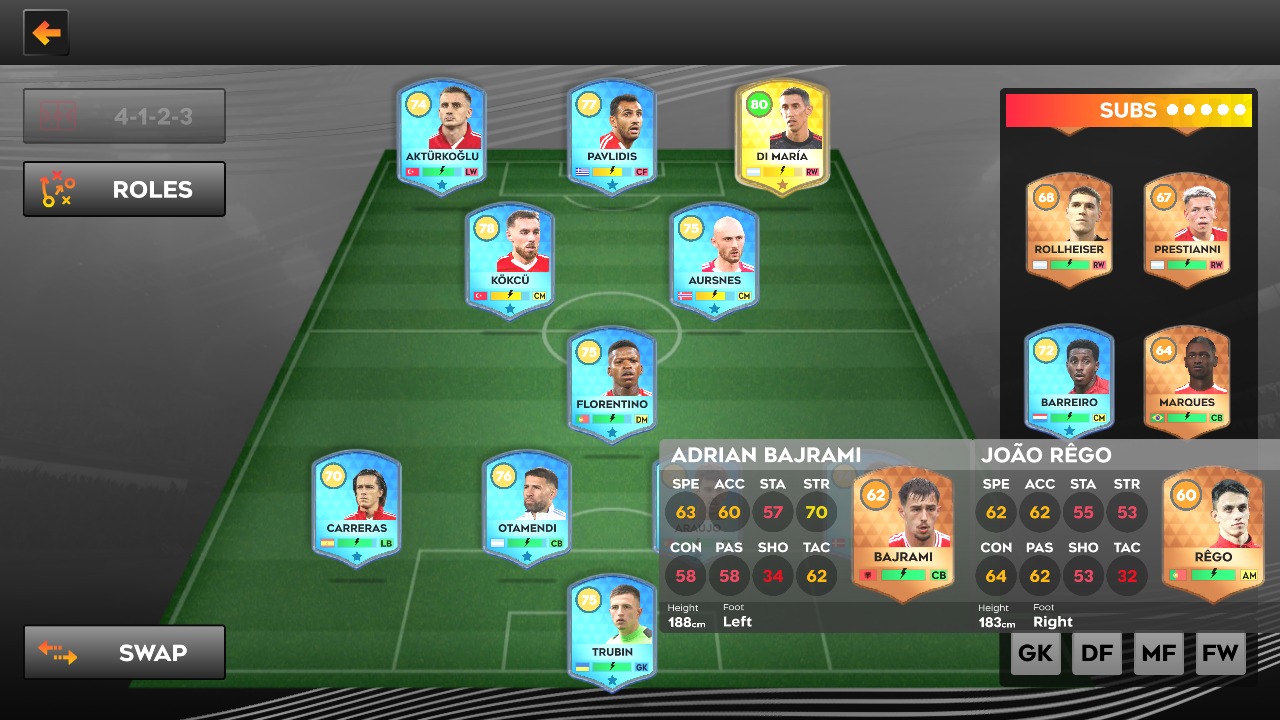 4-1-2-3
ROLES
74
AKTÜRKOĞLU
LW
77
PAVLIDIS
CF
80
DI MARÍA
RW
78
KÖKCÜ
CM
75
AURSNES
CM
75
FLORENTINO
DM
70
CARRERAS
LB
76
OTAMENDI
CB
ARAUJO
75
TRUBIN
GK
SUBS
68
ROLLHEISER
RW
67
PRESTIANNI
RW
72
BARREIRO
CM
64
MARQUES
CB
ADRIAN BAJRAMI
SPE ACC STA STR
63 60 57 70
CON PAS SHO TAC
58 58 34 62
Height Foot
188cm Left
62
BAJRAMI
CB
JOÃO RÊGO
SPE ACC STA STR
62 62 55 53
CON PAS SHO TAC
64 62 53 32
Height Foot
183cm Right
60
RÊGO
AM
SWAP
GK DF MF FW